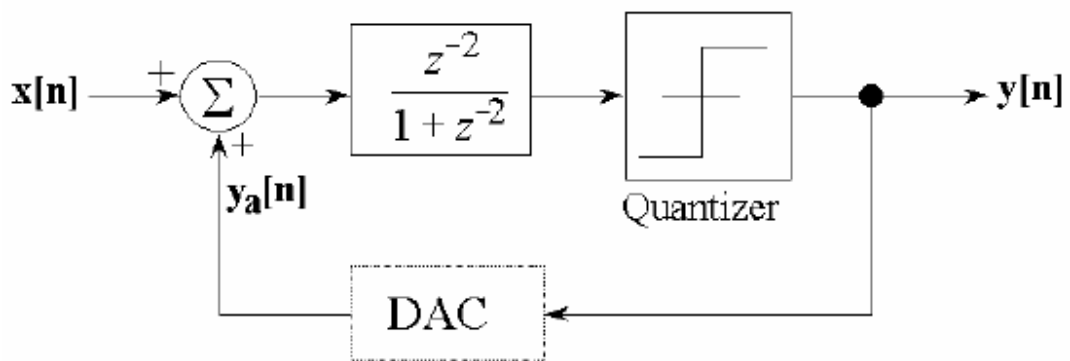 x[n]
+
Σ
+
yₐ[n]
z⁻²
1 + z⁻²
Quantizer
y[n]
DAC